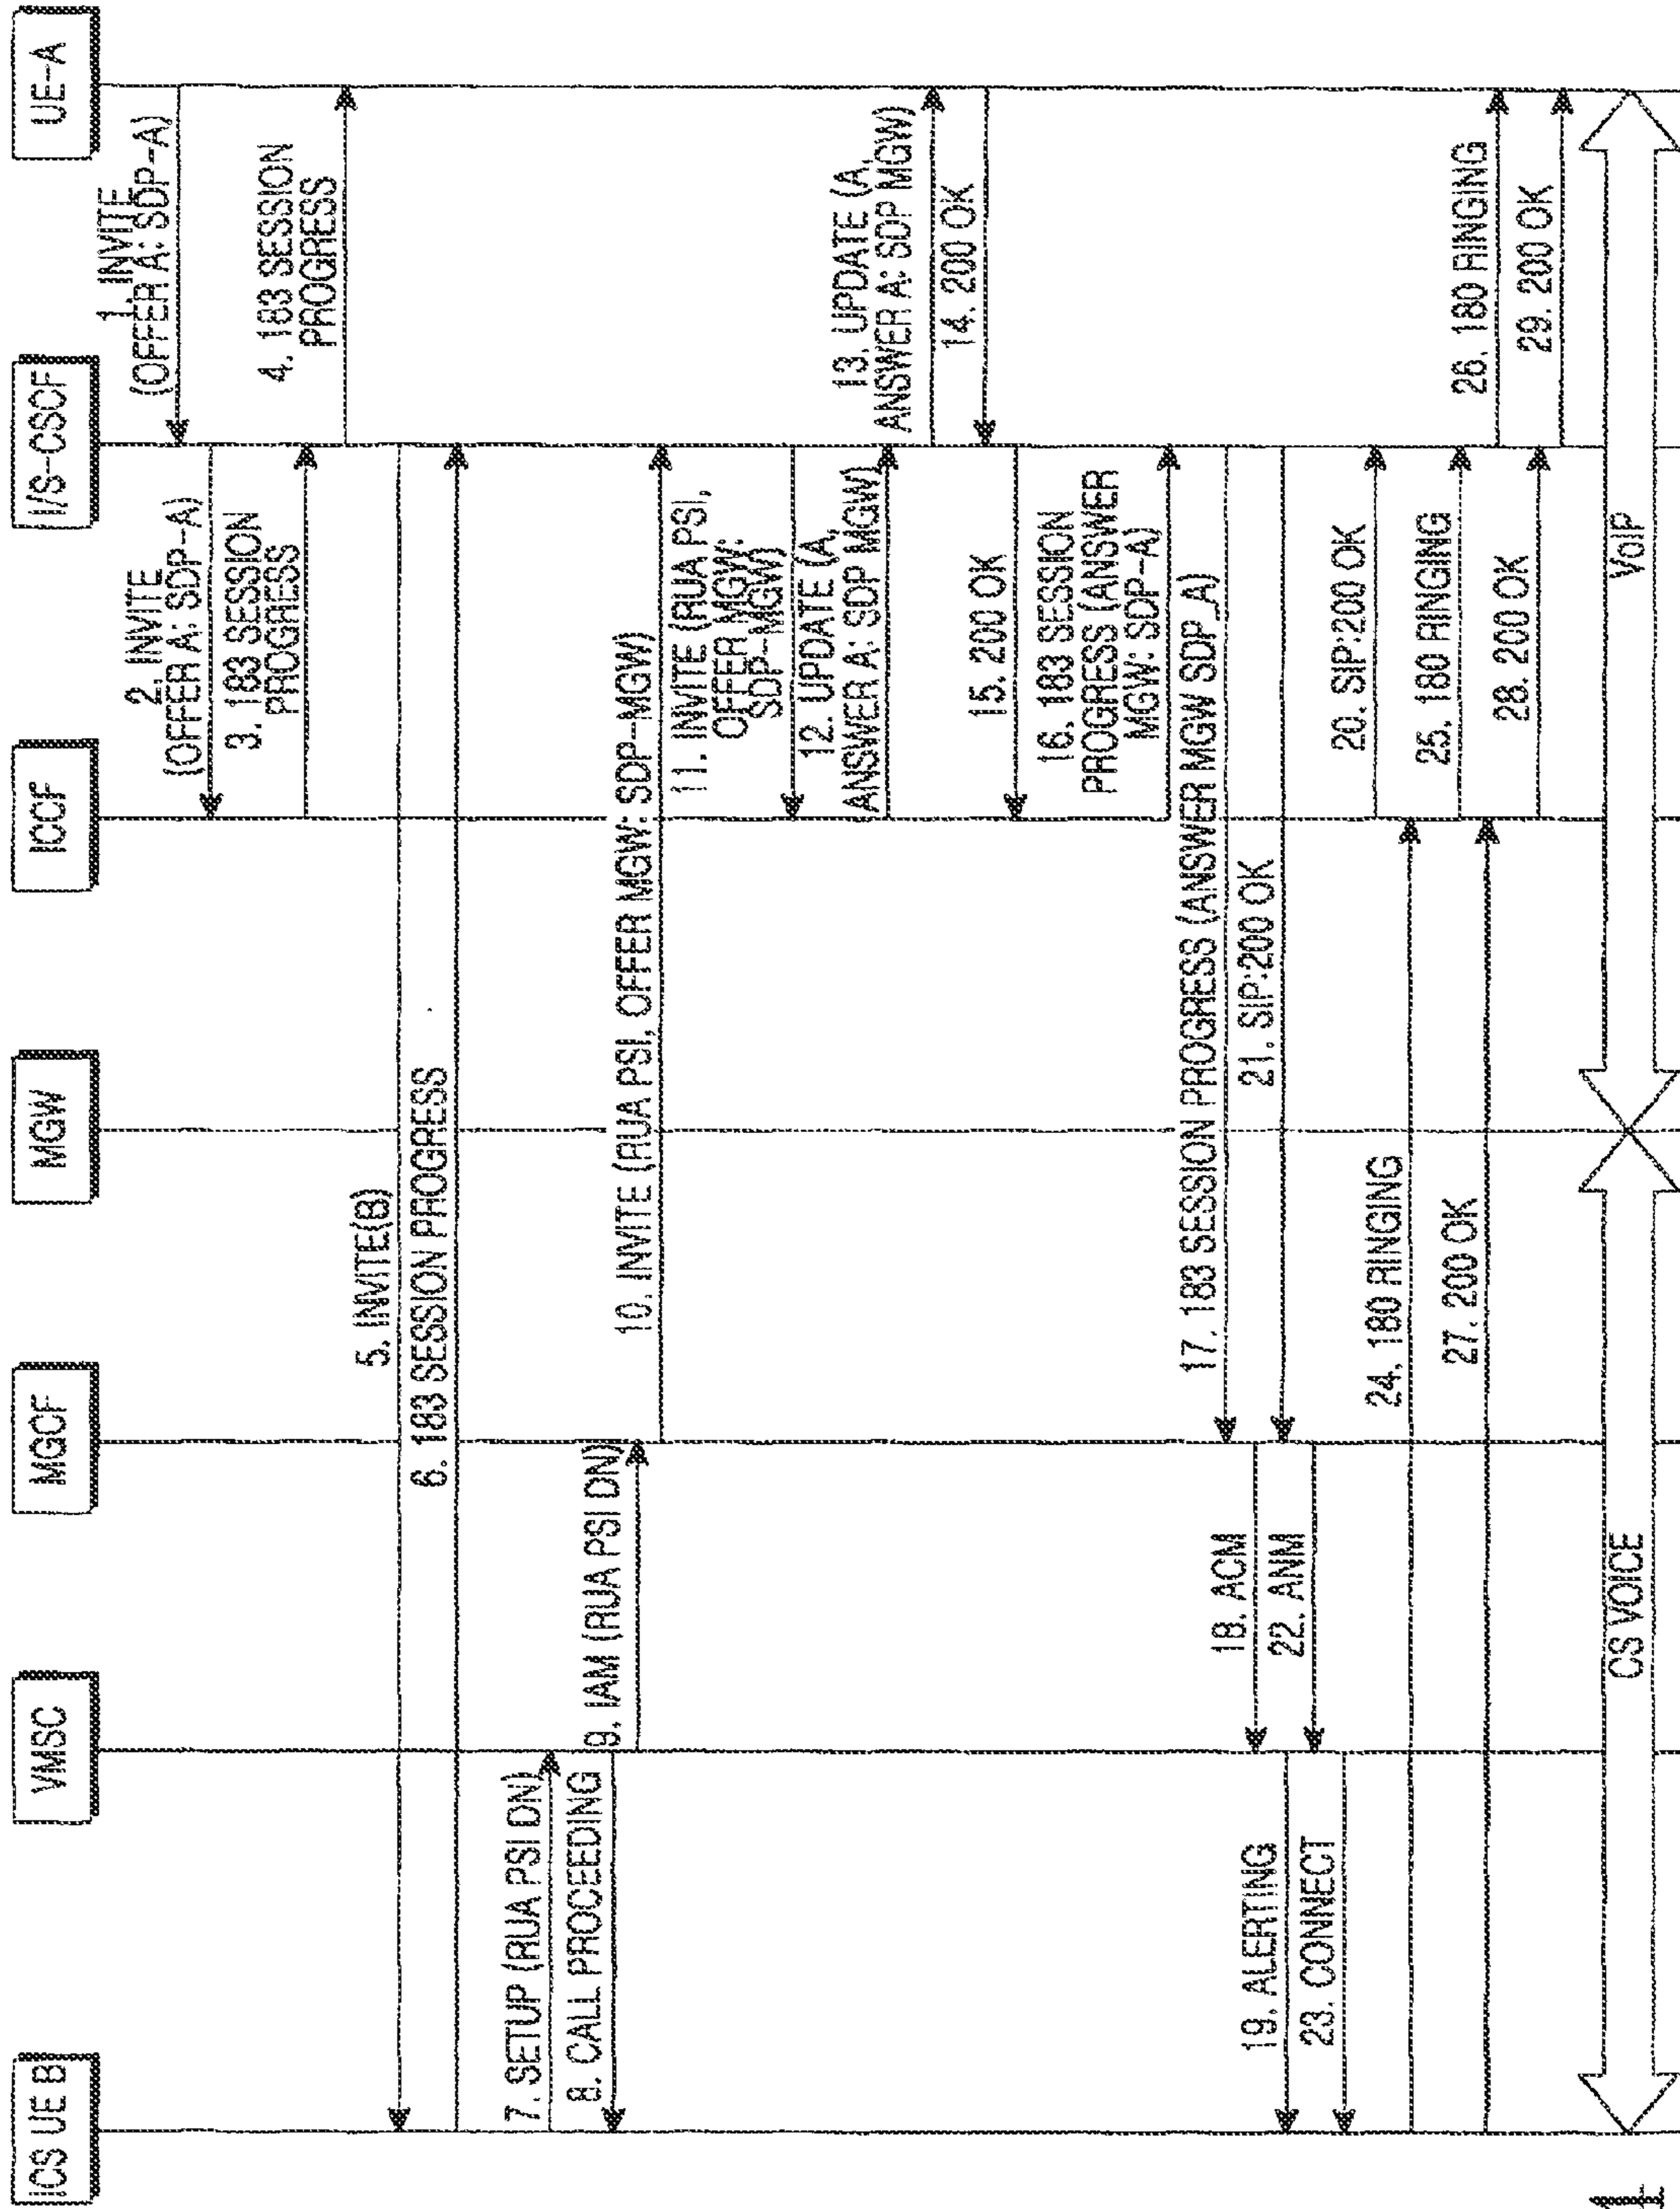 ICS UE B
VMSC
MGCF
MGW
ICCF
I/S-CSCF
UE-A
1. INVITE
(OFFER A: SDP-A)
2. INVITE
(OFFER A: SDP-A)
3. 183 SESSION
PROGRESS
4. 183 SESSION
PROGRESS
5. INVITE(B)
6. 183 SESSION PROGRESS
7. SETUP (RUA PSI DN)
8. CALL PROCEEDING
9. IAM (RUA PSI DN)
10. INVITE (RUA PSI, OFFER MGW: SDP-MGW)
11. INVITE (RUA PSI,
OFFER MGW:
SDP-MGW)
12. UPDATE (A,
ANSWER A: SDP MGW)
13. UPDATE (A,
ANSWER A: SDP MGW)
14. 200 OK
15. 200 OK
16. 183 SESSION
PROGRESS (ANSWER
MGW: SDP-A)
17. 183 SESSION PROGRESS (ANSWER MGW SDP_A)
18. ACM
19. ALERTING
20. SIP:200 OK
21. SIP:200 OK
22. ANM
23. CONNECT
24. 180 RINGING
25. 180 RINGING
26. 180 RINGING
27. 200 OK
28. 200 OK
29. 200 OK
CS VOICE
VoIP